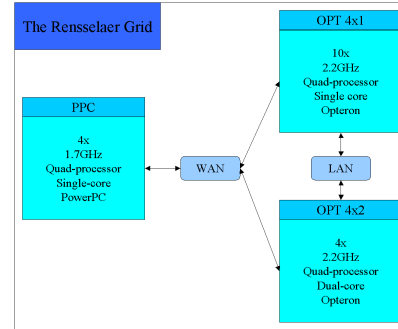 The Rensselaer Grid
OPT 4x1
10x
2.2GHz
Quad-processor
Single core
Opteron
PPC
4x
1.7GHz
Quad-processor
Single-core
PowerPC
WAN
LAN
OPT 4x2
4x
2.2GHz
Quad-processor
Dual-core
Opteron